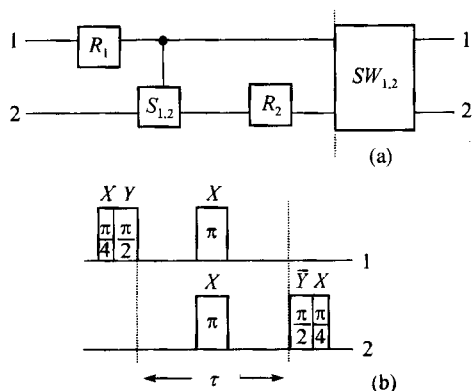 1 R₁ 1
S₁,₂ R₂ SW₁,₂
2 2
(a)
X Y X
π/4 π/2 π
1
X Y̅ X
π π/2 π/4
2
τ
(b)